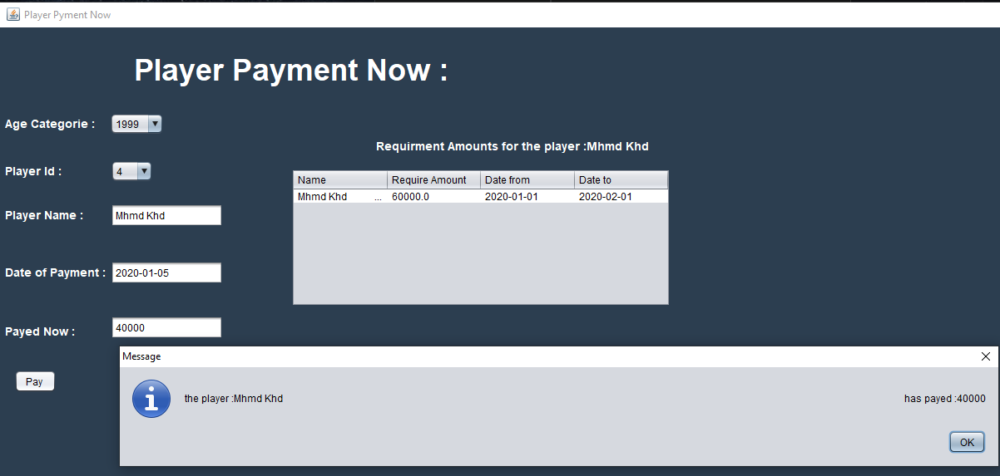 Player Pyment Now
Player Payment Now :
Age Categorie : 1999
Requirment Amounts for the player :Mhmd Khd
Player Id : 4
Name Require Amount Date from Date to
Mhmd Khd ... 60000.0 2020-01-01 2020-02-01
Player Name : Mhmd Khd
Date of Payment : 2020-01-05
Payed Now : 40000
Message
Pay
the player :Mhmd Khd has payed :40000
OK